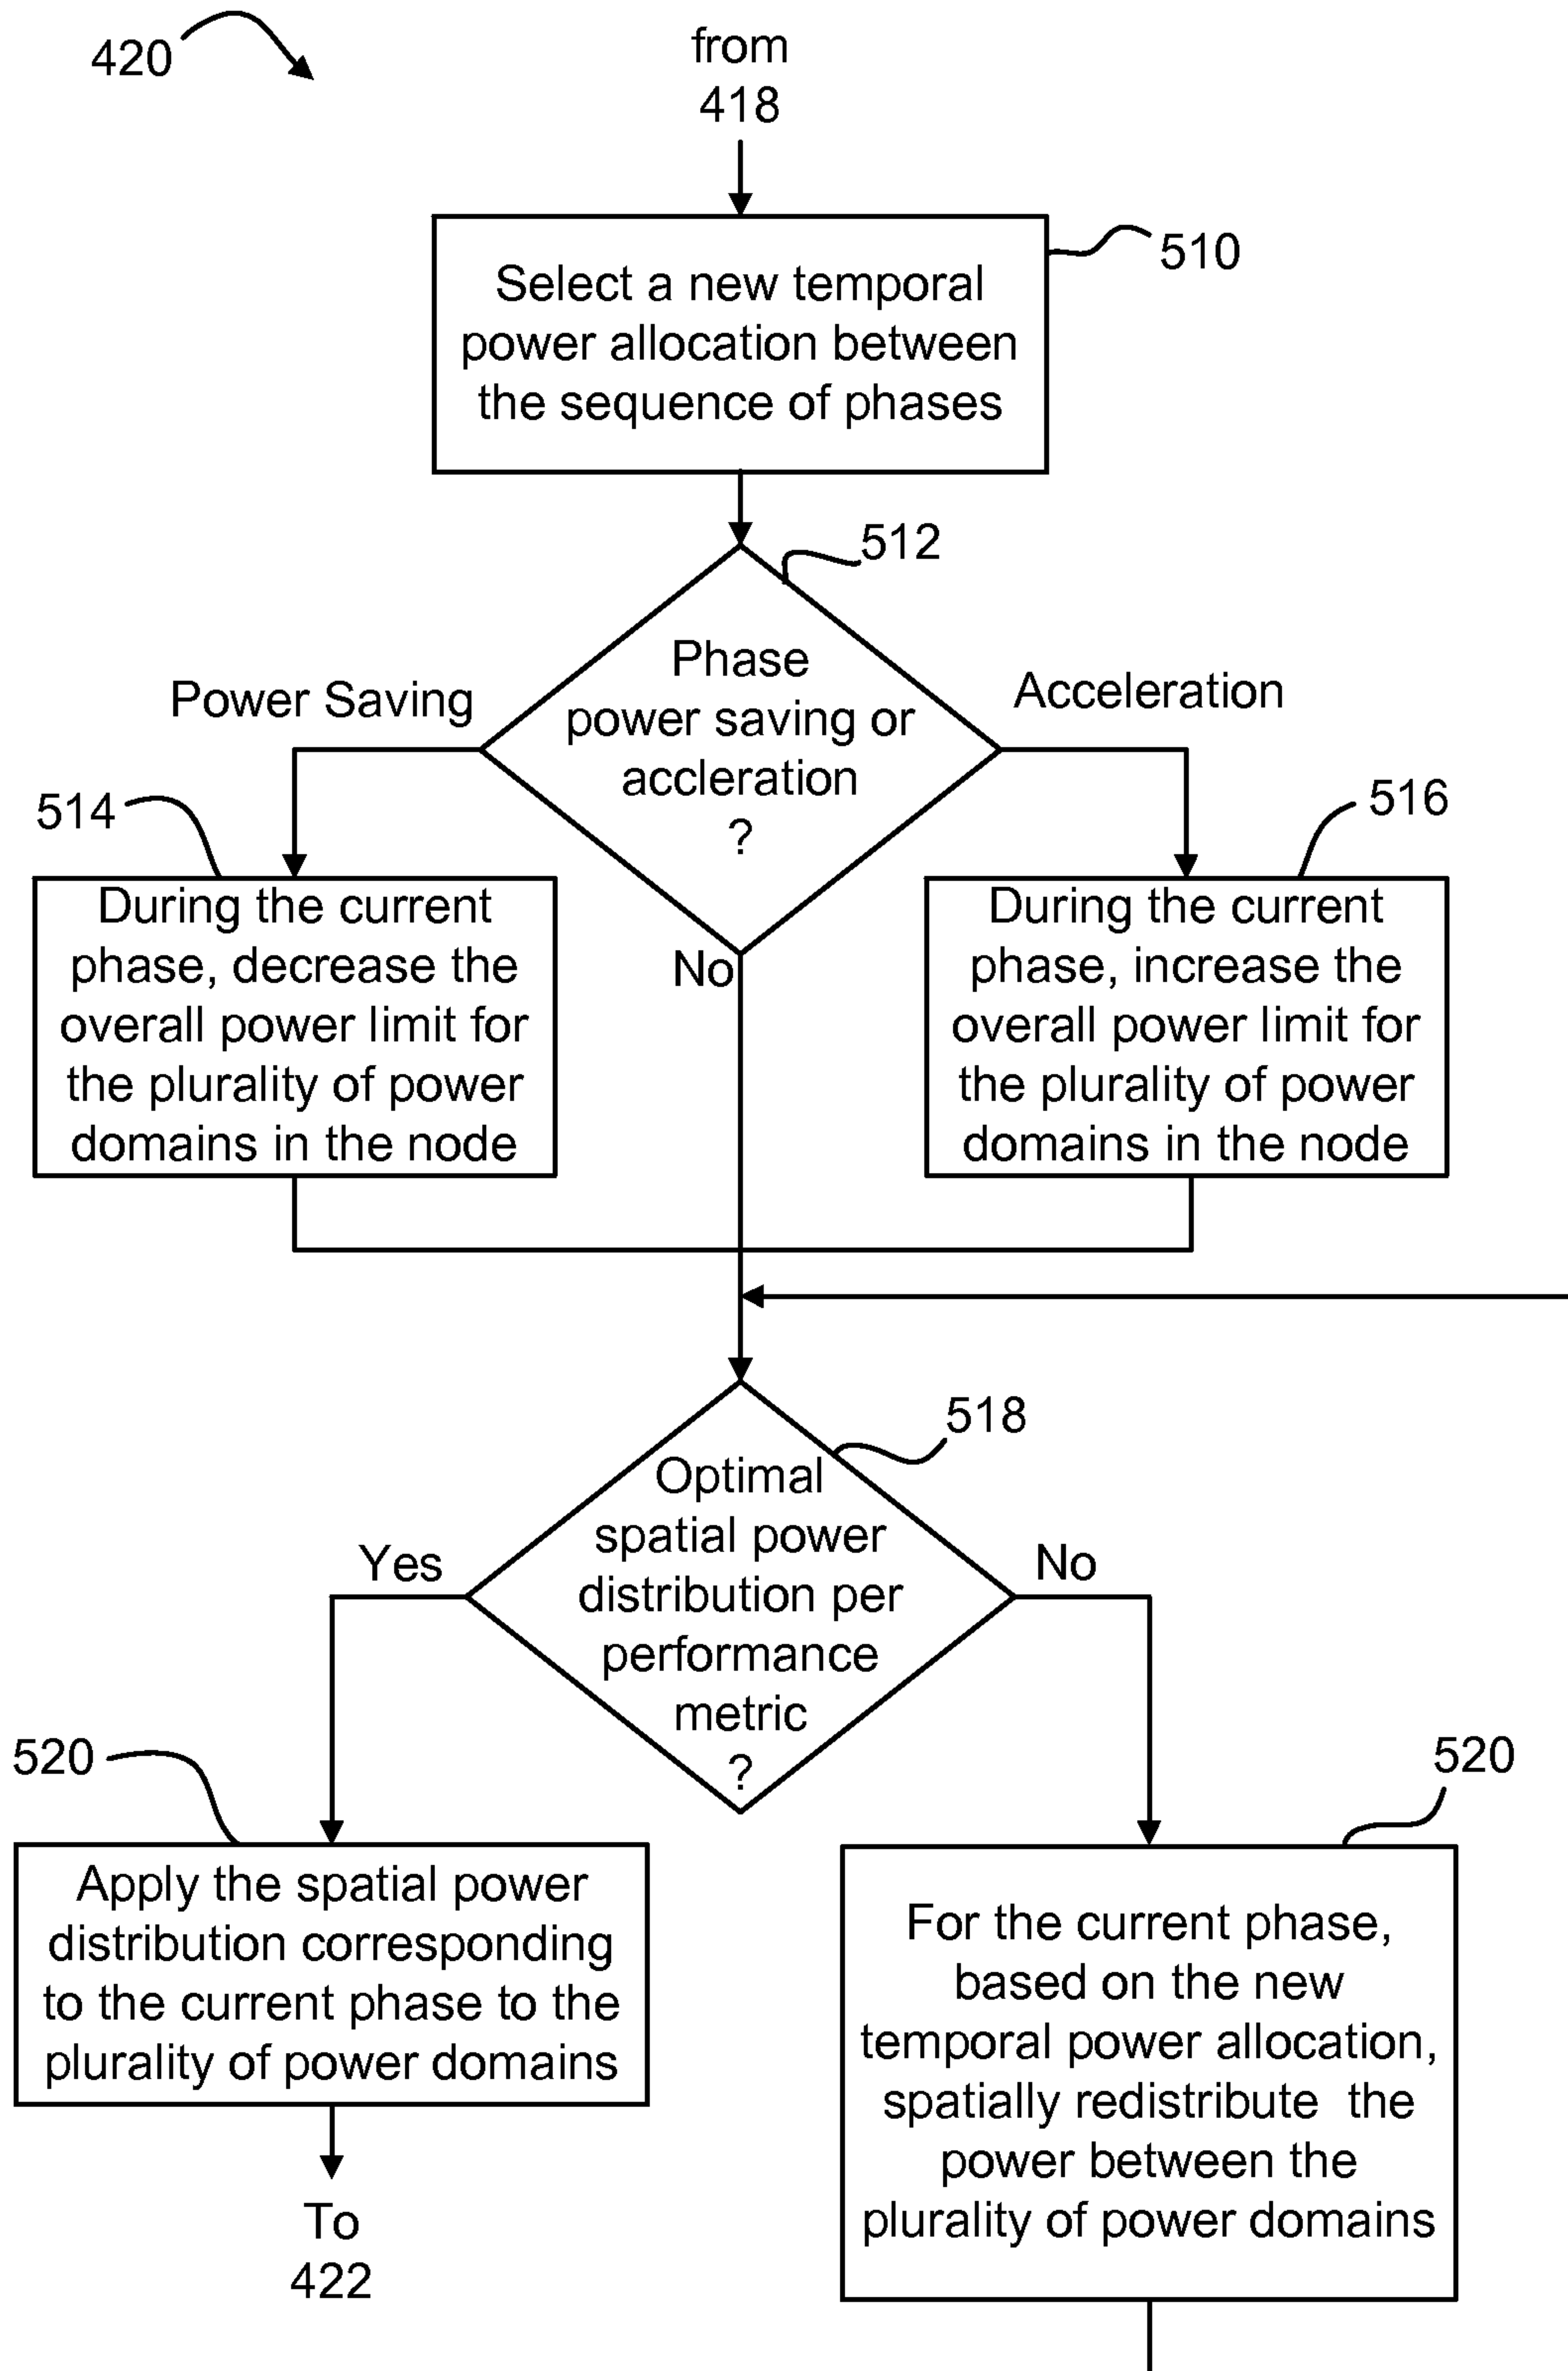 420
from
418
Select a new temporal
power allocation between
the sequence of phases
510
512
Phase
power saving or
accleration
?
Power Saving
Acceleration
No
514
During the current
phase, decrease the
overall power limit for
the plurality of power
domains in the node
516
During the current
phase, increase the
overall power limit for
the plurality of power
domains in the node
518
Optimal
spatial power
distribution per
performance
metric
?
Yes
No
520
Apply the spatial power
distribution corresponding
to the current phase to the
plurality of power domains
To
422
520
For the current phase,
based on the new
temporal power allocation,
spatially redistribute the
power between the
plurality of power domains